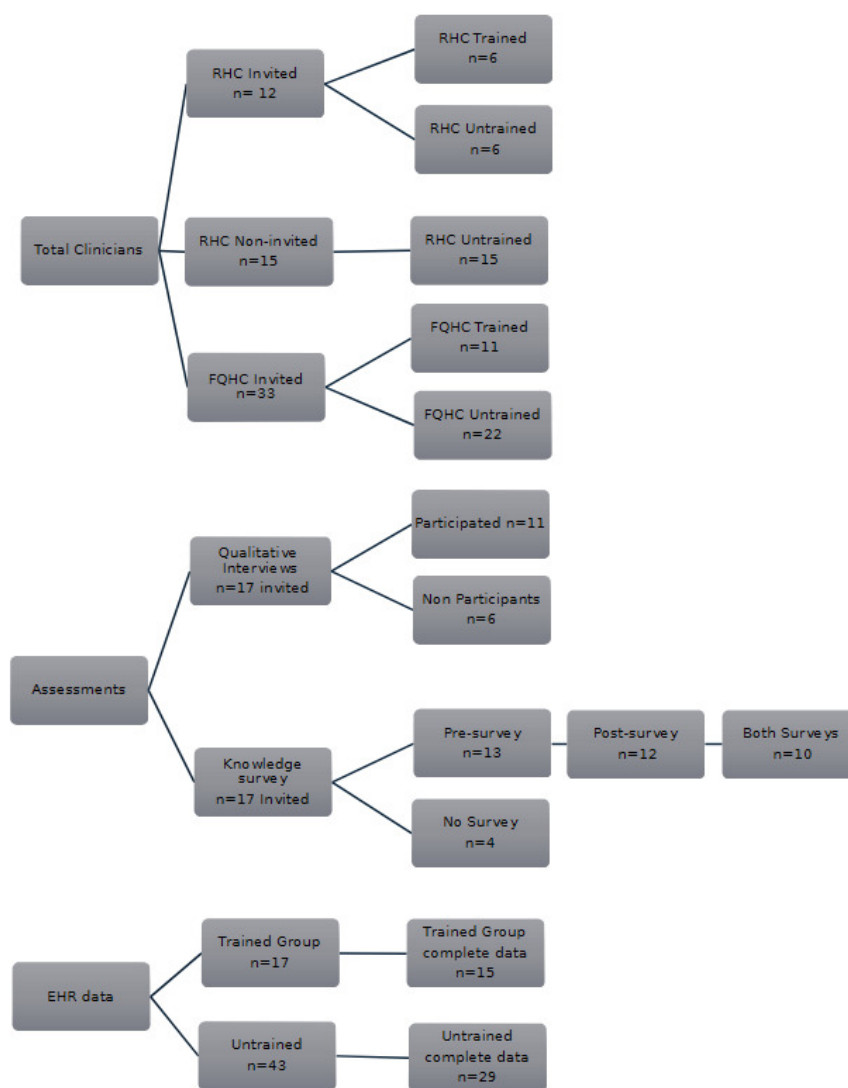 RHC Invited
n= 12
RHC Trained
n=6
RHC Untrained
n=6
Total Clinicians
RHC Non-invited
n=15
RHC Untrained
n=15
FQHC Invited
n=33
FQHC Trained
n=11
FQHC Untrained
n=22
Assessments
Qualitative
Interviews
n=17 invited
Participated n=11
Non Participants
n=6
Knowledge
survey
n=17 Invited
Pre-survey
n=13
Post-survey
n=12
Both Surveys
n=10
No Survey
n=4
EHR data
Trained Group
n=17
Trained Group
complete data
n=15
Untrained
n=43
Untrained
complete data
n=29